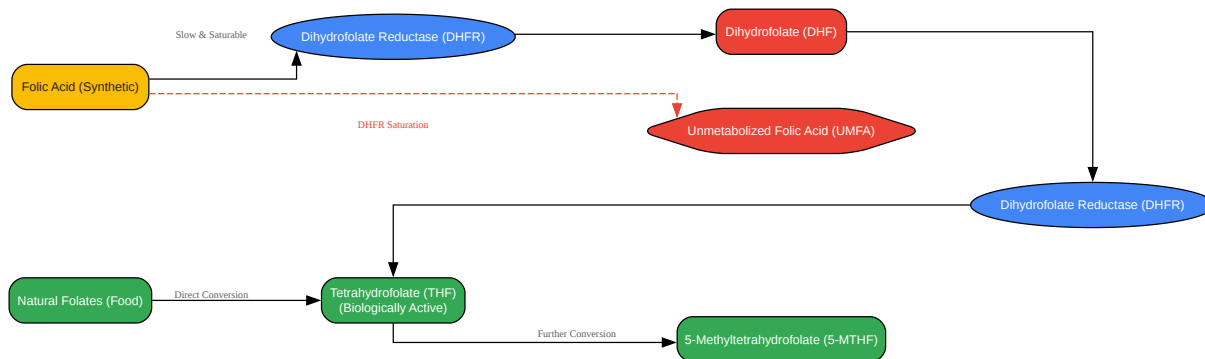 Slow & Saturable
Dihydrofolate Reductase (DHFR)
Dihydrofolate (DHF)
Folic Acid (Synthetic)
DHFR Saturation
Unmetabolized Folic Acid (UMFA)
Dihydrofolate Reductase (DHFR)
Natural Folates (Food)
Direct Conversion
Tetrahydrofolate (THF)
(Biologically Active)
Further Conversion
5-Methyltetrahydrofolate (5-MTHF)